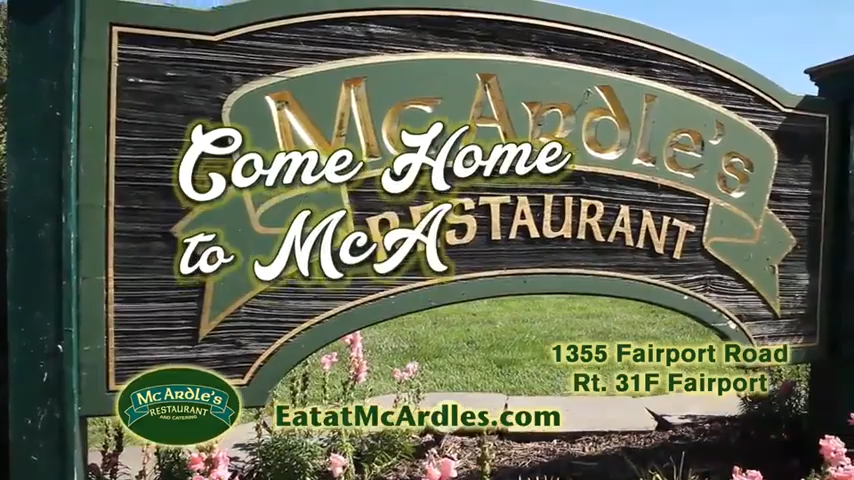 McArdle's
RESTAURANT
Come Home
to McA
1355 Fairport Road
Rt. 31F Fairport
McArdle's
RESTAURANT
AND CATERING
EatatMcArdles.com